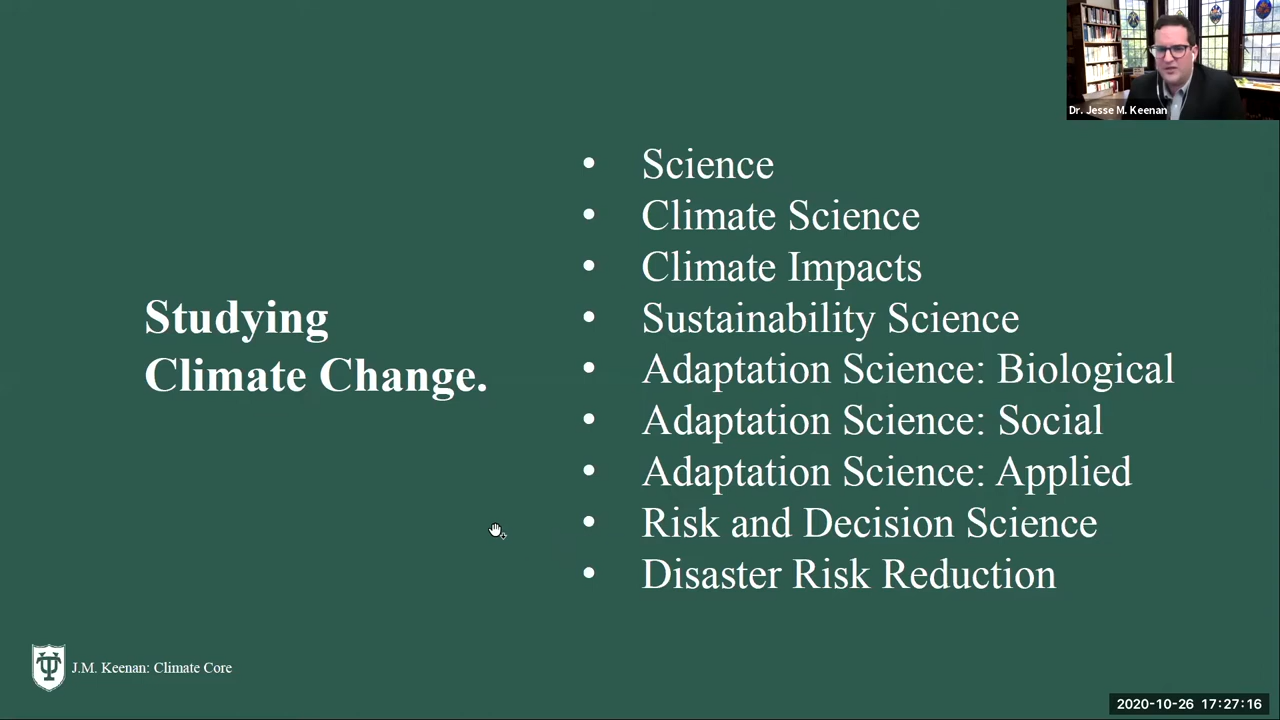 Dr. Jesse M. Keenan
Studying
Climate Change.
• Science
• Climate Science
• Climate Impacts
• Sustainability Science
• Adaptation Science: Biological
• Adaptation Science: Social
• Adaptation Science: Applied
• Risk and Decision Science
• Disaster Risk Reduction
J.M. Keenan: Climate Core
2020-10-26 17:27:16